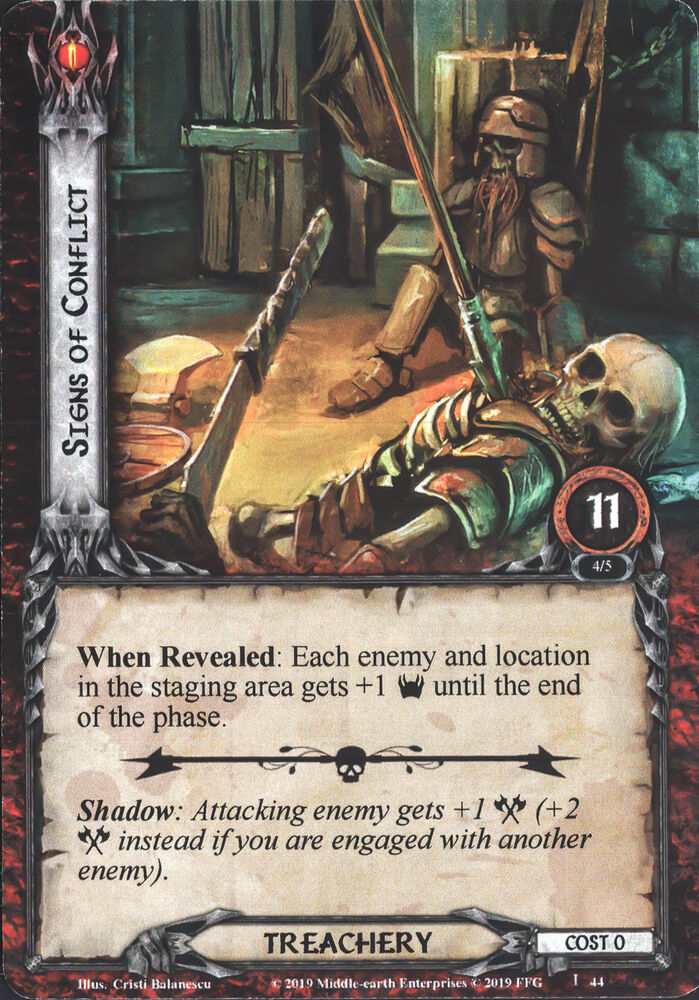 SIGNS OF CONFLICT
11
4/5
When Revealed: Each enemy and location
in the staging area gets +1 until the end
of the phase.
Shadow: Attacking enemy gets +1 (+2
instead if you are engaged with another
enemy).
TREACHERY
COST 0
Illus. Cristi Balanescu
© 2019 Middle-earth Enterprises © 2019 FFG
I 44